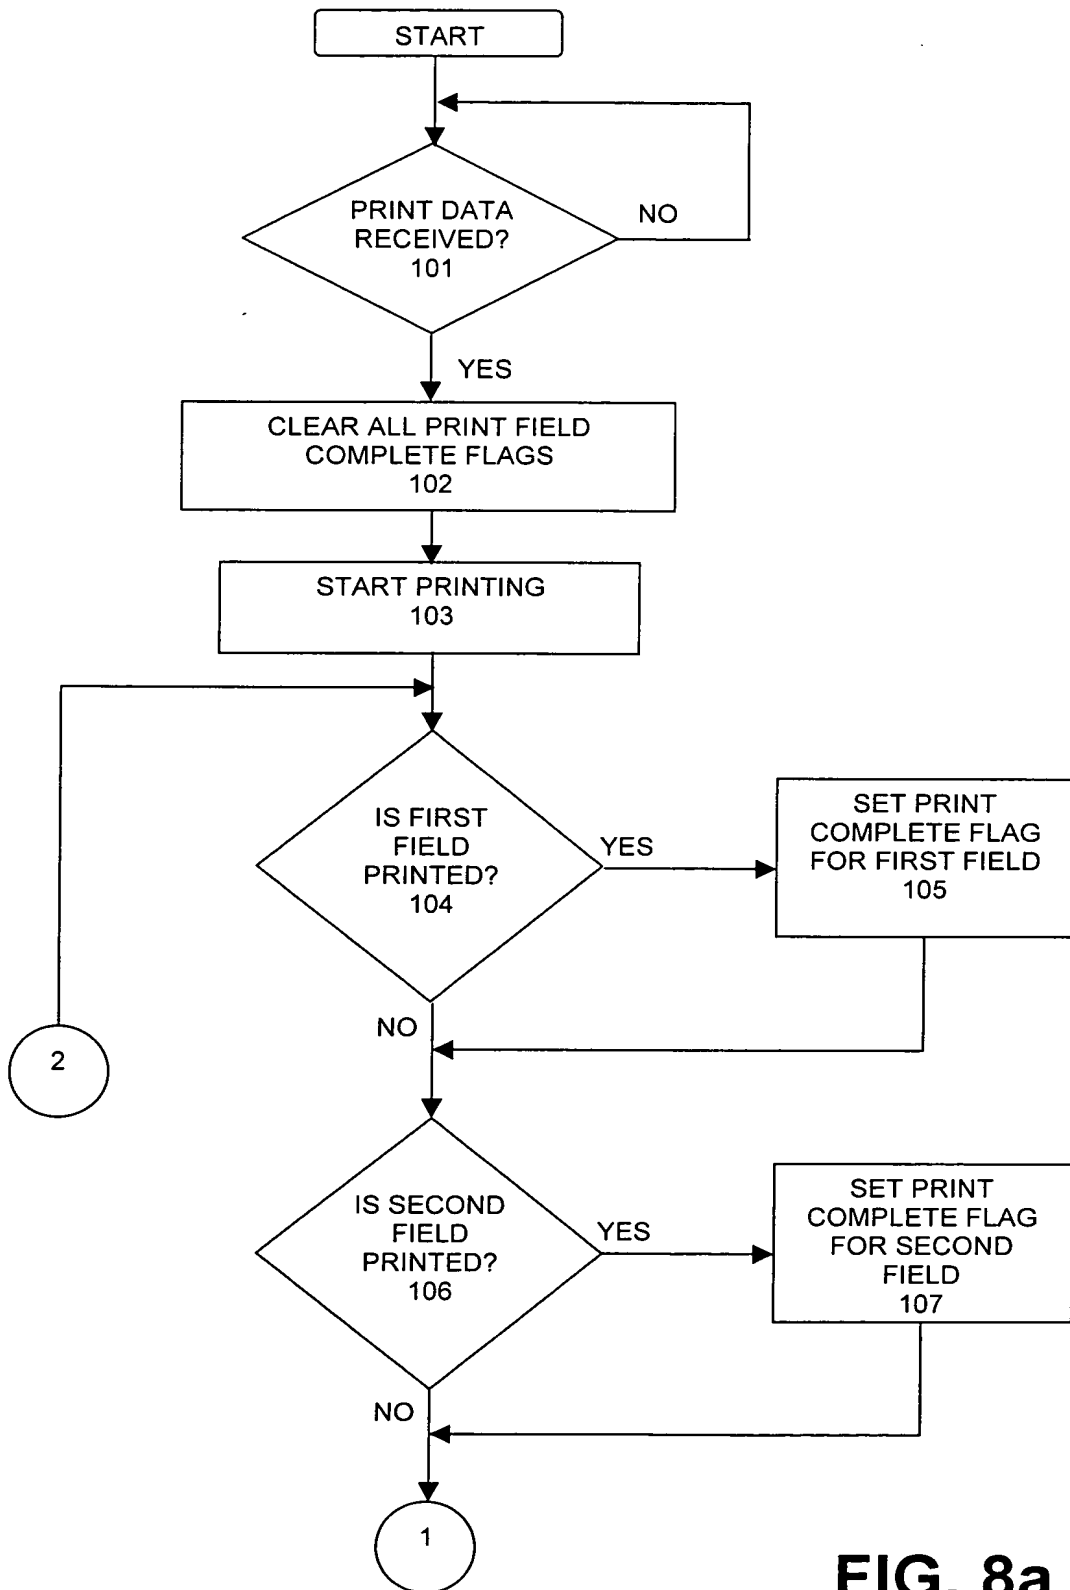 START
PRINT DATA
RECEIVED?
101
NO
YES
CLEAR ALL PRINT FIELD
COMPLETE FLAGS
102
START PRINTING
103
IS FIRST
FIELD
PRINTED?
104
YES
SET PRINT
COMPLETE FLAG
FOR FIRST FIELD
105
NO
2
IS SECOND
FIELD
PRINTED?
106
YES
SET PRINT
COMPLETE FLAG
FOR SECOND
FIELD
107
NO
1
FIG. 8a